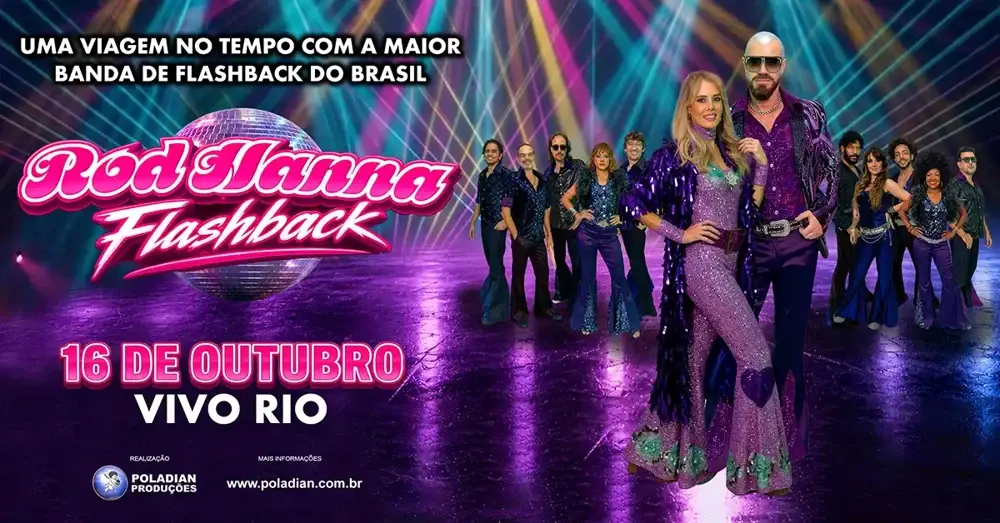 UMA VIAGEM NO TEMPO COM A MAIOR
BANDA DE FLASHBACK DO BRASIL
Rod Hanna
Flashback
16 DE OUTUBRO
VIVO RIO
REALIZAÇÃO
POLADIAN
PRODUÇÕES
MAIS INFORMAÇÕES
www.poladian.com.br